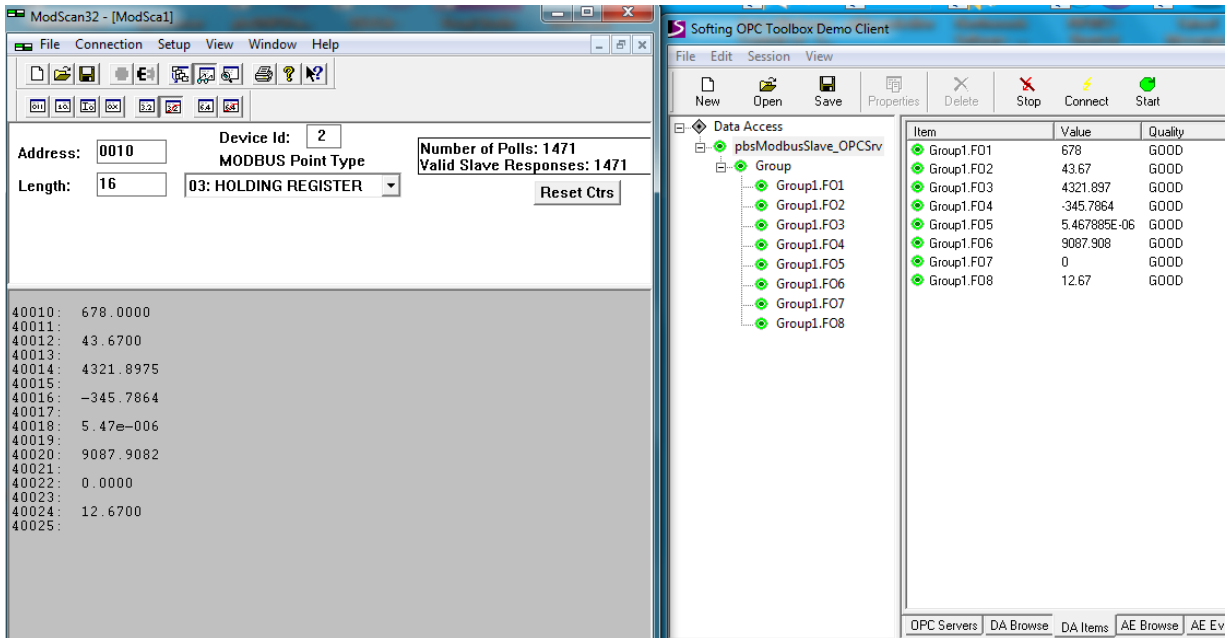 ModScan32 - [ModSca1]
File Connection Setup View Window Help
Address: 0010
Length: 16
Device Id: 2
MODBUS Point Type
03: HOLDING REGISTER
Number of Polls: 1471
Valid Slave Responses: 1471
Reset Ctrs
40010: 678.0000
40011:
40012: 43.6700
40013:
40014: 4321.8975
40015:
40016: -345.7864
40017:
40018: 5.47e-006
40019:
40020: 9087.9082
40021:
40022: 0.0000
40023:
40024: 12.6700
40025:
Softing OPC Toolbox Demo Client
File Edit Session View
New Open Save Properties Delete Stop Connect Start
Data Access
pbsModbusSlave_OPCSrv
Group
Group1.FO1
Group1.FO2
Group1.FO3
Group1.FO4
Group1.FO5
Group1.FO6
Group1.FO7
Group1.FO8
Item Value Quality
Group1.FO1 678 GOOD
Group1.FO2 43.67 GOOD
Group1.FO3 4321.897 GOOD
Group1.FO4 -345.7864 GOOD
Group1.FO5 5.467885E-06 GOOD
Group1.FO6 9087.908 GOOD
Group1.FO7 0 GOOD
Group1.FO8 12.67 GOOD
OPC Servers DA Browse DA Items AE Browse AE Ev